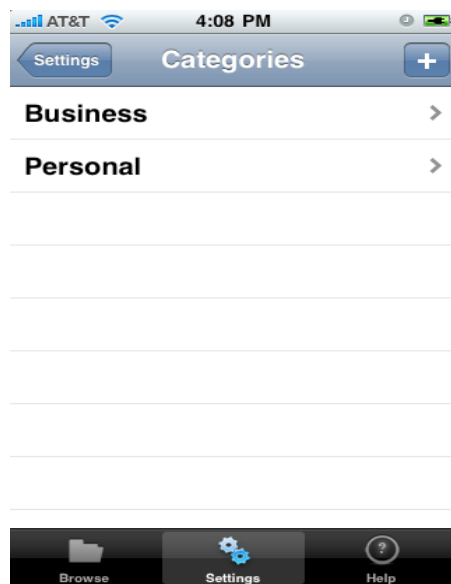 AT&T 4:08 PM
Settings Categories +
Business
Personal
Browse Settings Help